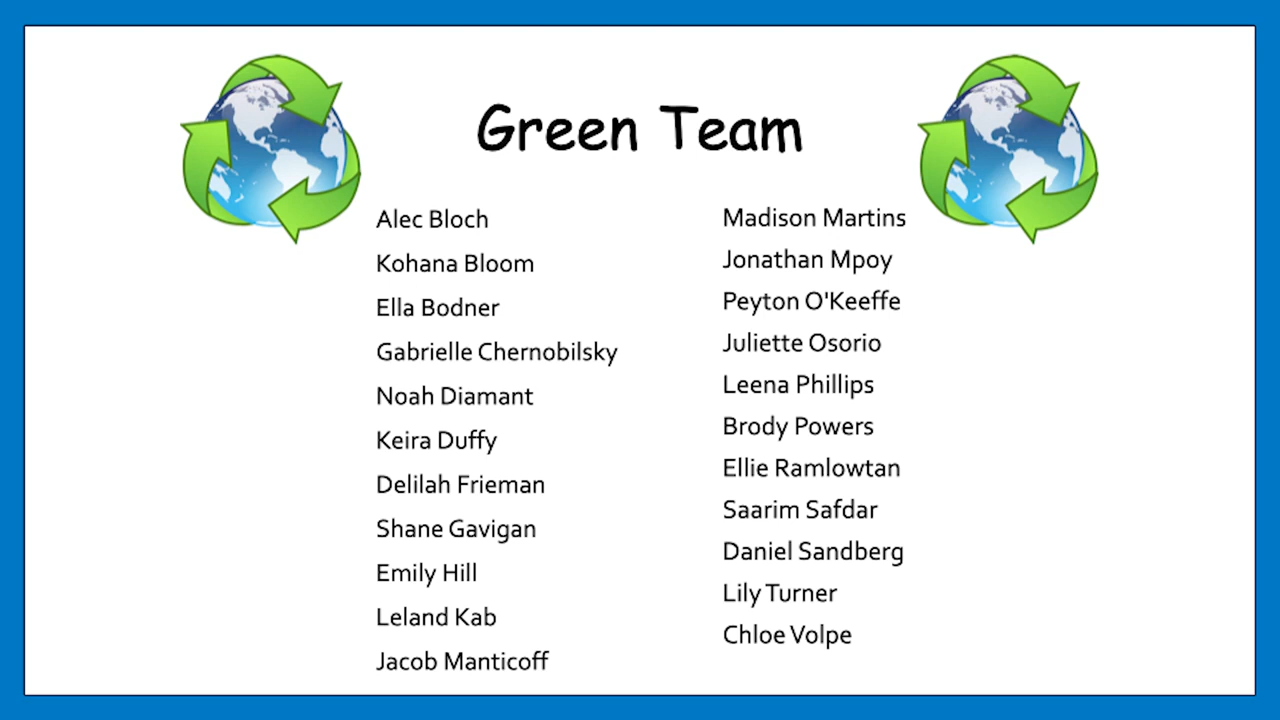 Green Team
Alec Bloch
Kohana Bloom
Ella Bodner
Gabrielle Chernobilsky
Noah Diamant
Keira Duffy
Delilah Frieman
Shane Gavigan
Emily Hill
Leland Kab
Jacob Manticoff
Madison Martins
Jonathan Mpoy
Peyton O'Keeffe
Juliette Osorio
Leena Phillips
Brody Powers
Ellie Ramlowtan
Saarim Safdar
Daniel Sandberg
Lily Turner
Chloe Volpe